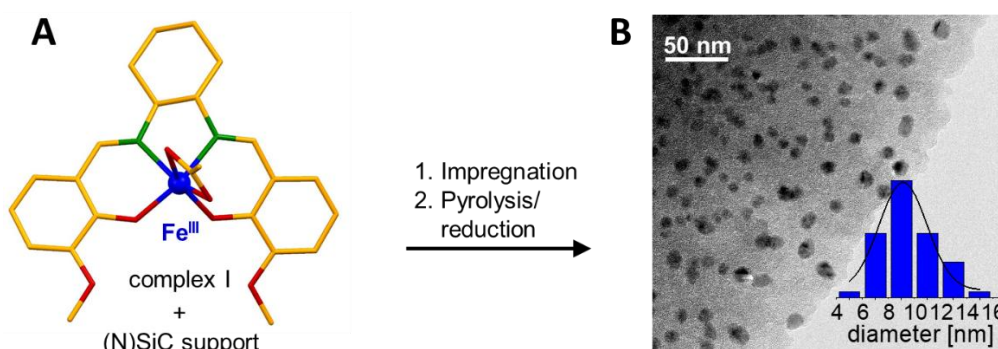 A
Fe^III
complex I
+
(N)SiC support
1. Impregnation
2. Pyrolysis/
reduction
B
50 nm
4 6 8 10 12 14 16
diameter [nm]